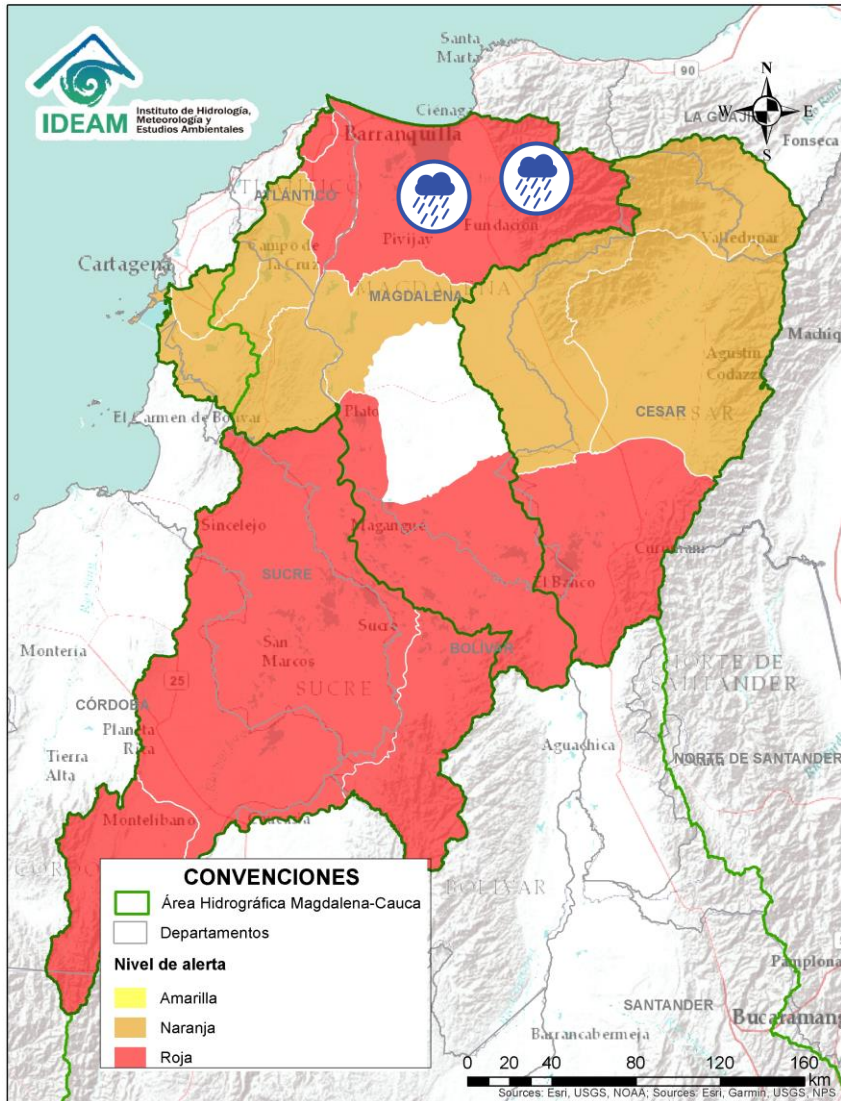 IDEAM
Instituto de Hidrología,
Meteorología y
Estudios Ambientales
Santa
Marta
90
N
W
E
S
LA GUAJI
Ciénaga
Fonseca
Barranquilla
ATLÁNTICO
Campo de
la Cruz
Pivijay
Fundación
Valledupar
Cartagena
MAGDALENA
Machiq
Agustín
Codazzi
El Carmen de Bolívar
Plato
CESAR
Sincelejo
Magangué
Curumaní
SUCRE
El Banco
Sucre
Montería
San
Marcos
BOLÍVAR
NORTE DE
SANTANDER
SUCRE
25
CÓRDOBA
Planeta
Rica
Tierra
Alta
Aguachica
NORTE DE SANTANDER
Montelíbano
Caucasia
BOLÍVAR
CONVENCIONES
Área Hidrográfica Magdalena-Cauca
Departamentos
Nivel de alerta
Amarilla
Naranja
Roja
Pamplona
SANTANDER
Bucaramang
Barrancabermeja
0 20 40 80 120 160
km
Sources: Esri, USGS, NOAA; Sources: Esri, Garmin, USGS, NPS